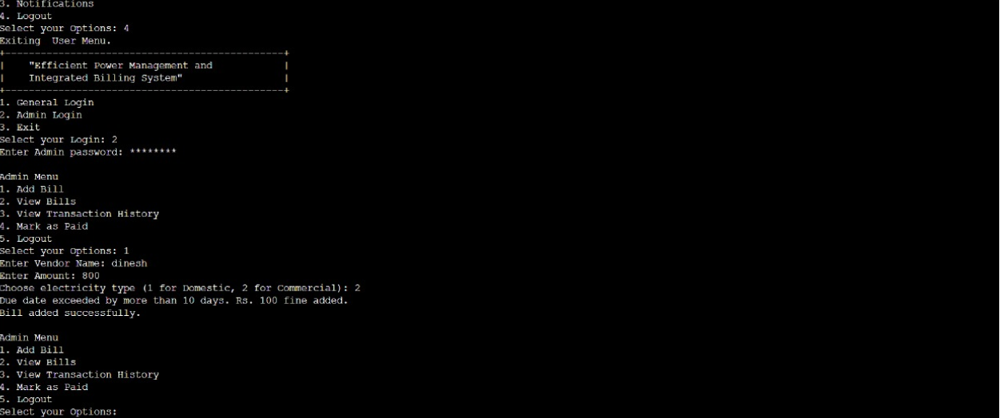 3. Notifications
4. Logout
Select your Options: 4
Exiting  User Menu.
+-----------------------------------------------+
|    "Efficient Power Management and            |
|    Integrated Billing System"                 |
+-----------------------------------------------+
1. General Login
2. Admin Login
3. Exit
Select your Login: 2
Enter Admin password: ********

Admin Menu
1. Add Bill
2. View Bills
3. View Transaction History
4. Mark as Paid
5. Logout
Select your Options: 1
Enter Vendor Name: dinesh
Enter Amount: 800
Choose electricity type (1 for Domestic, 2 for Commercial): 2
Due date exceeded by more than 10 days. Rs. 100 fine added.
Bill added successfully.

Admin Menu
1. Add Bill
2. View Bills
3. View Transaction History
4. Mark as Paid
5. Logout
Select your Options: